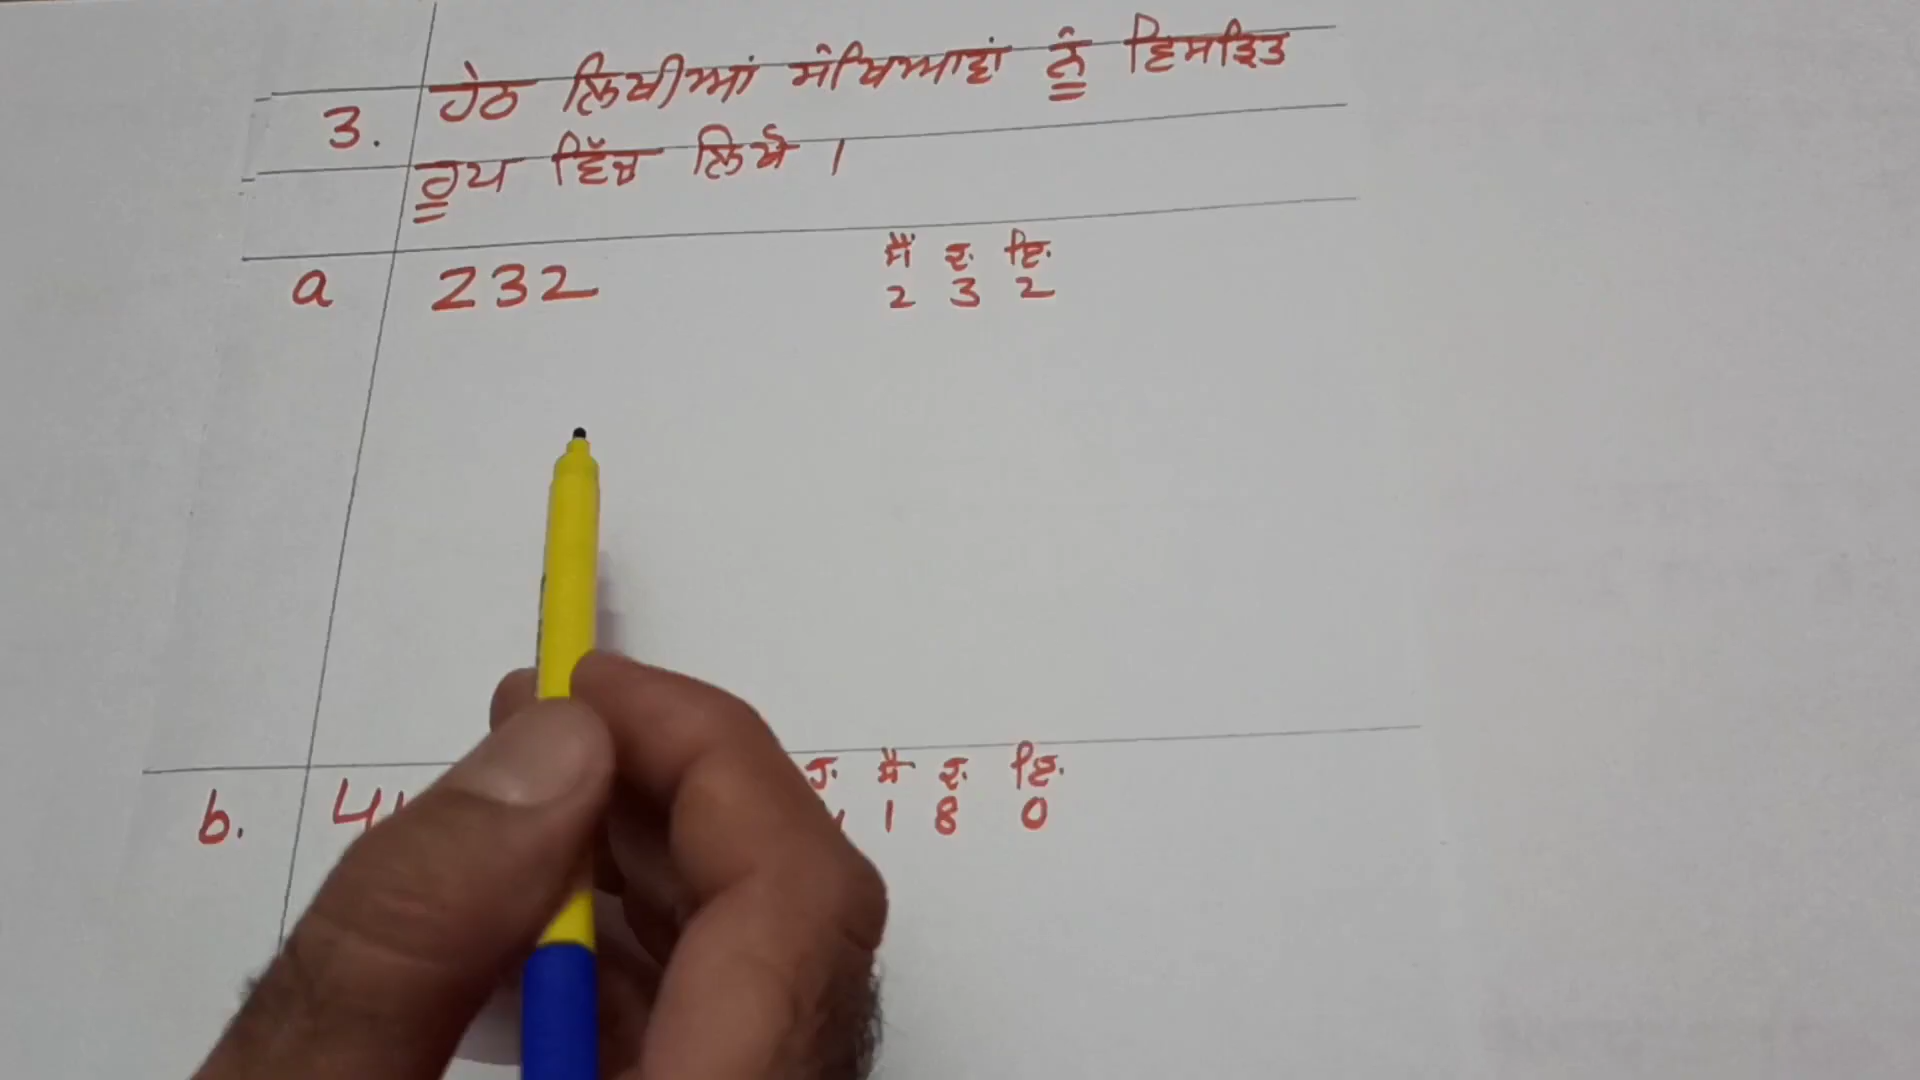 3. ਹੇਠ ਲਿਖੀਆਂ ਸੰਖਿਆਵਾਂ ਨੂੰ ਵਿਸਤ੍ਰਿਤ
ਰੂਪ ਵਿੱਚ ਲਿਖੋ ।
ਸੈਂ ਦ. ਇ.
a 232 2 3 2
ਹ. ਸੈਂ ਦ. ਇ.
b. 1 8 0